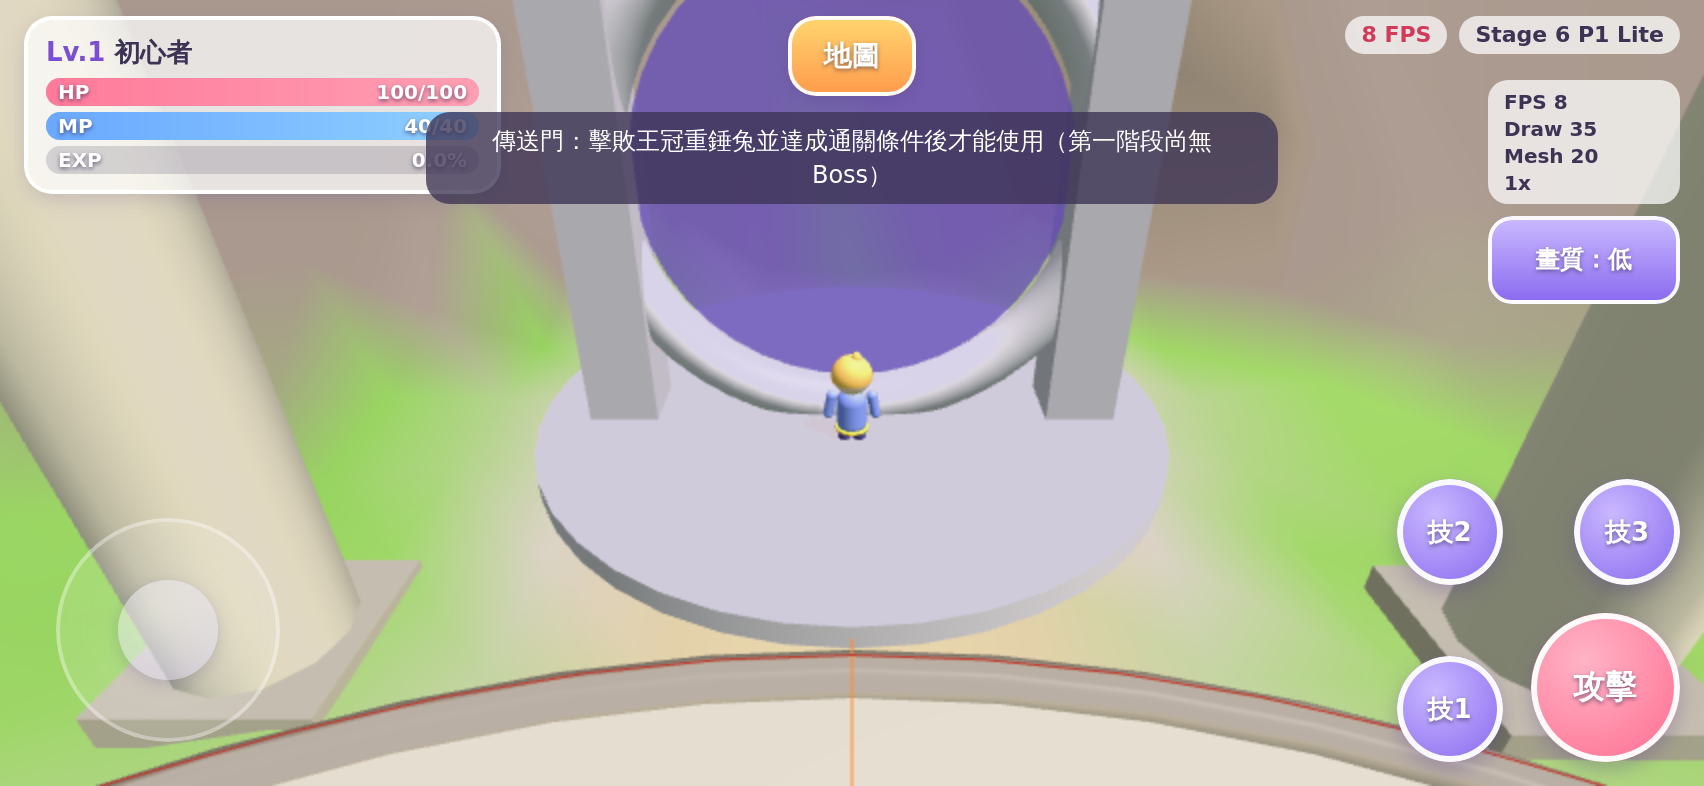 Lv.1 初心者
HP 100/100
MP 40/40
EXP 0.0%
地圖
傳送門：擊敗王冠重錘兔並達成通關條件後才能使用（第一階段尚無
Boss）
8 FPS
Stage 6 P1 Lite
FPS 8
Draw 35
Mesh 20
1x
畫質：低
技2
技3
技1
攻擊